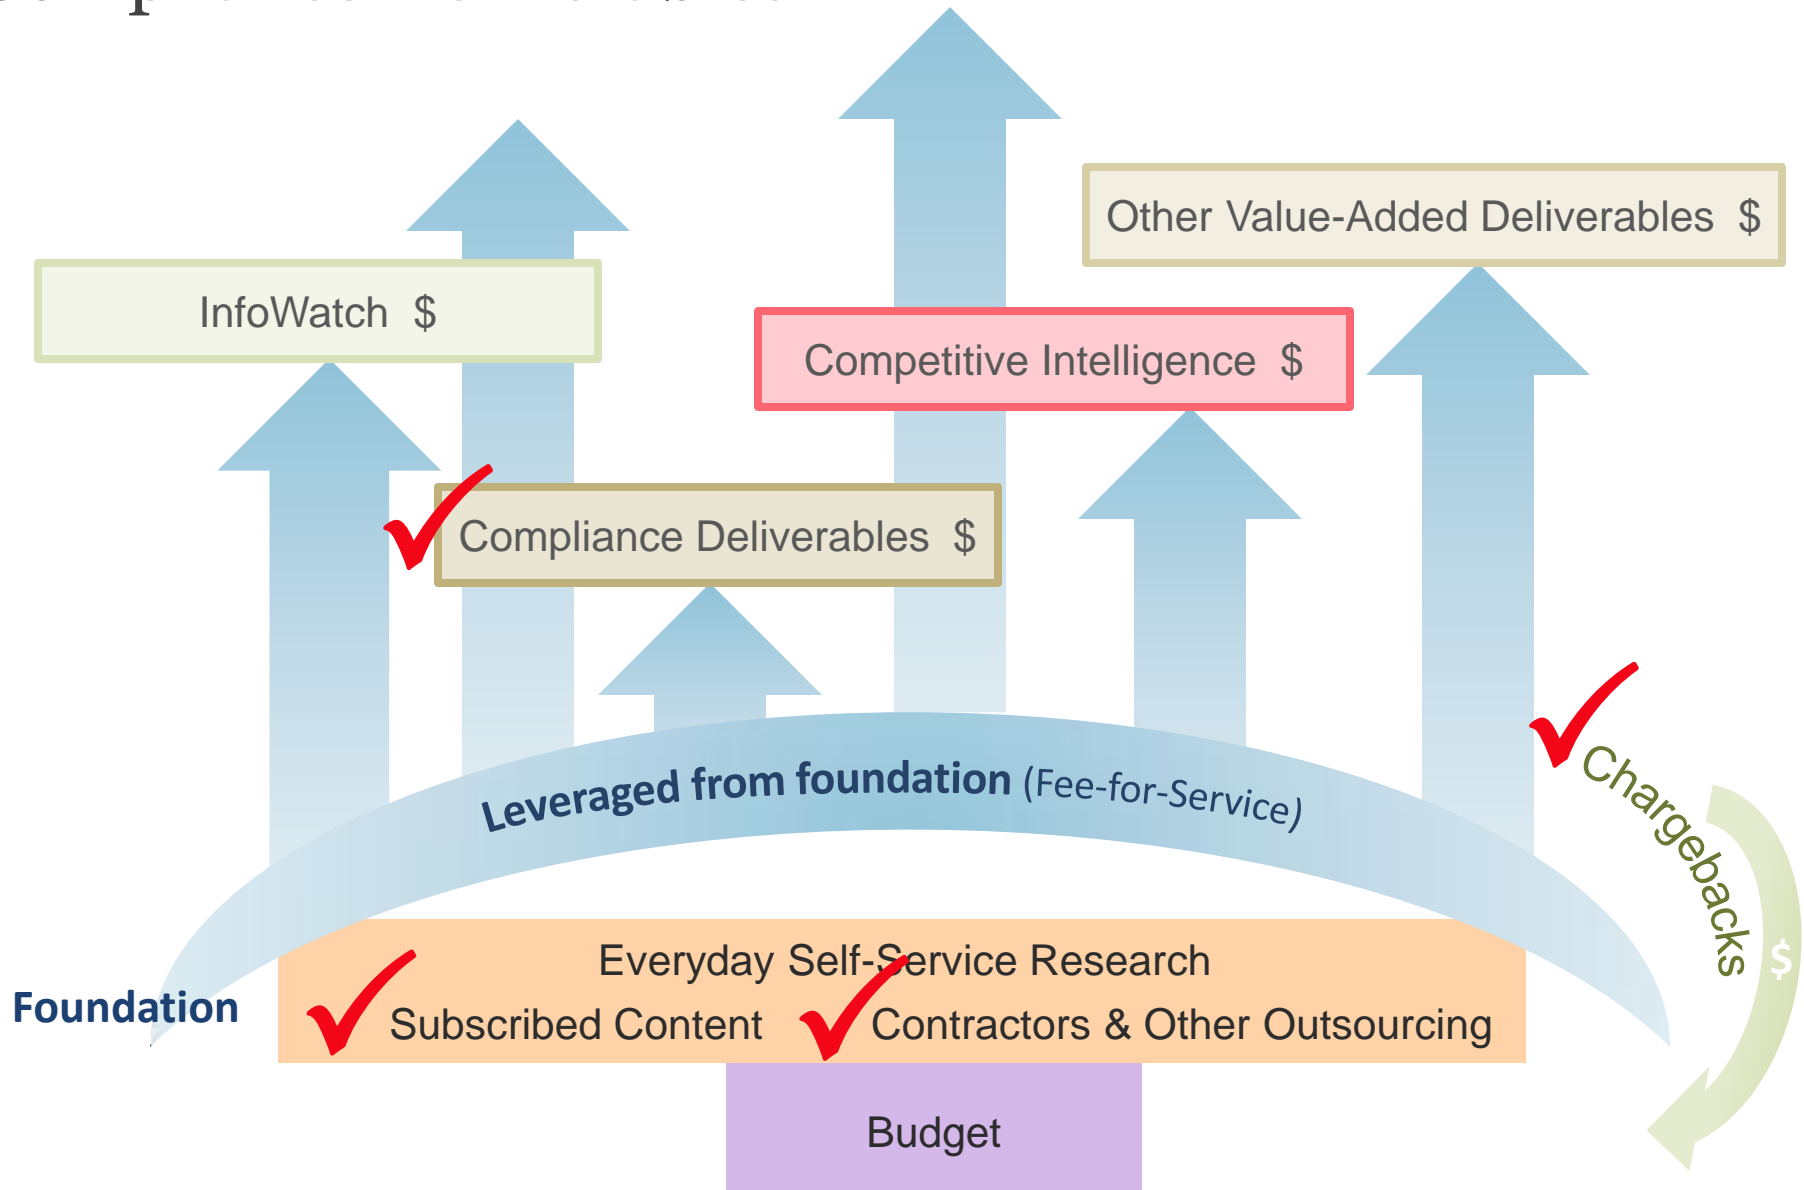 Other Value-Added Deliverables $
InfoWatch $
Competitive Intelligence $
Compliance Deliverables $
Leveraged from foundation (Fee-for-Service)
Chargebacks
$
Everyday Self-Service Research
Foundation
Subscribed Content
Contractors & Other Outsourcing
Budget